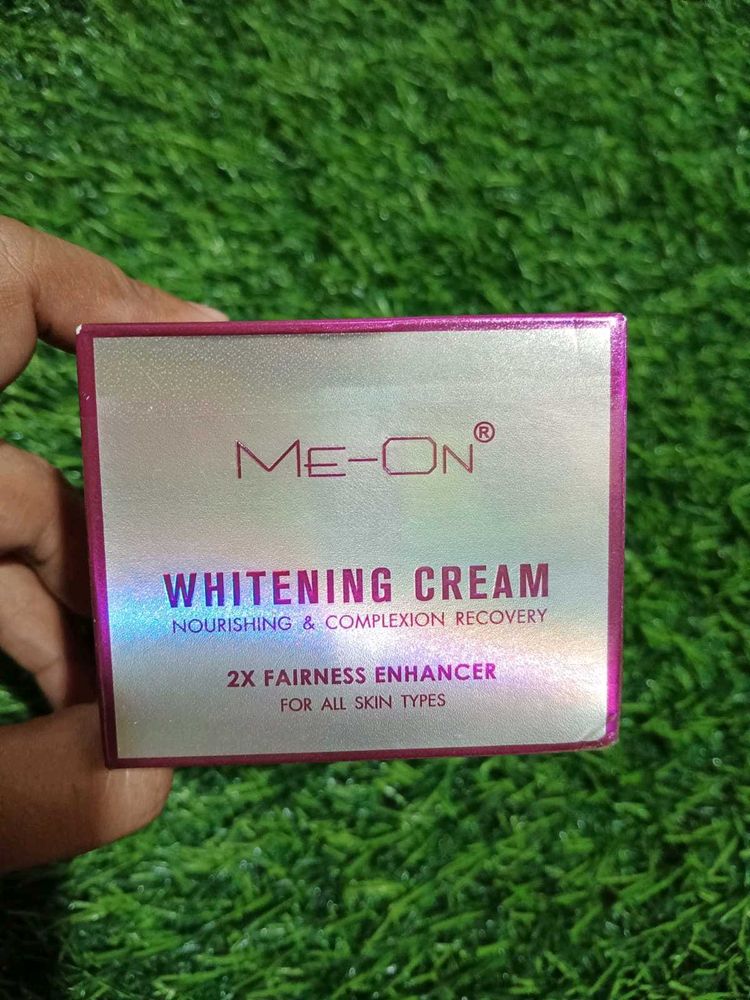 ME-ON®
WHITENING CREAM
NOURISHING & COMPLEXION RECOVERY
2X FAIRNESS ENHANCER
FOR ALL SKIN TYPES